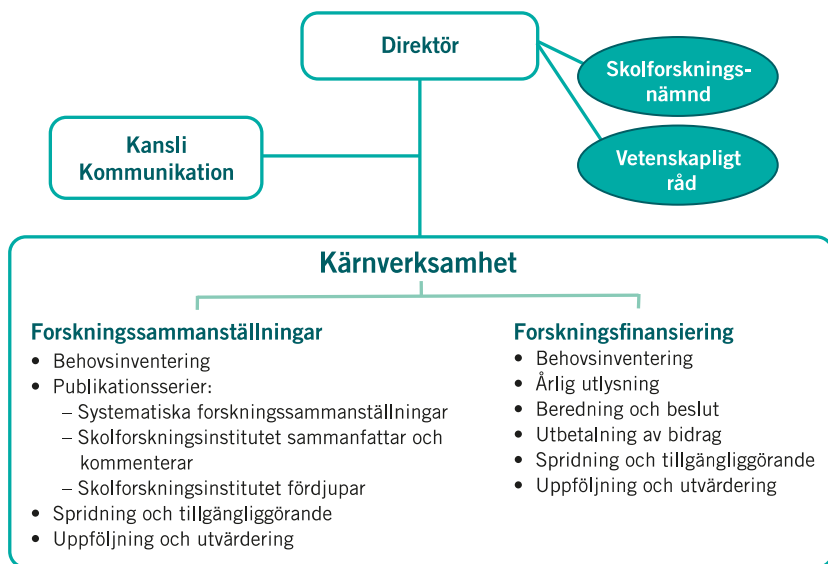 Direktör
Skolforsknings-
nämnd
Kansli
Kommunikation
Vetenskapligt
råd
Kärnverksamhet
Forskningssammanställningar
• Behovsinventering
• Publikationsserier:
– Systematiska forskningssammanställningar
– Skolforskningsinstitutet sammanfattar och
kommenterar
– Skolforskningsinstitutet fördjupar
• Spridning och tillgängliggörande
• Uppföljning och utvärdering
Forskningsfinansiering
• Behovsinventering
• Årlig utlysning
• Beredning och beslut
• Utbetalning av bidrag
• Spridning och tillgängliggörande
• Uppföljning och utvärdering